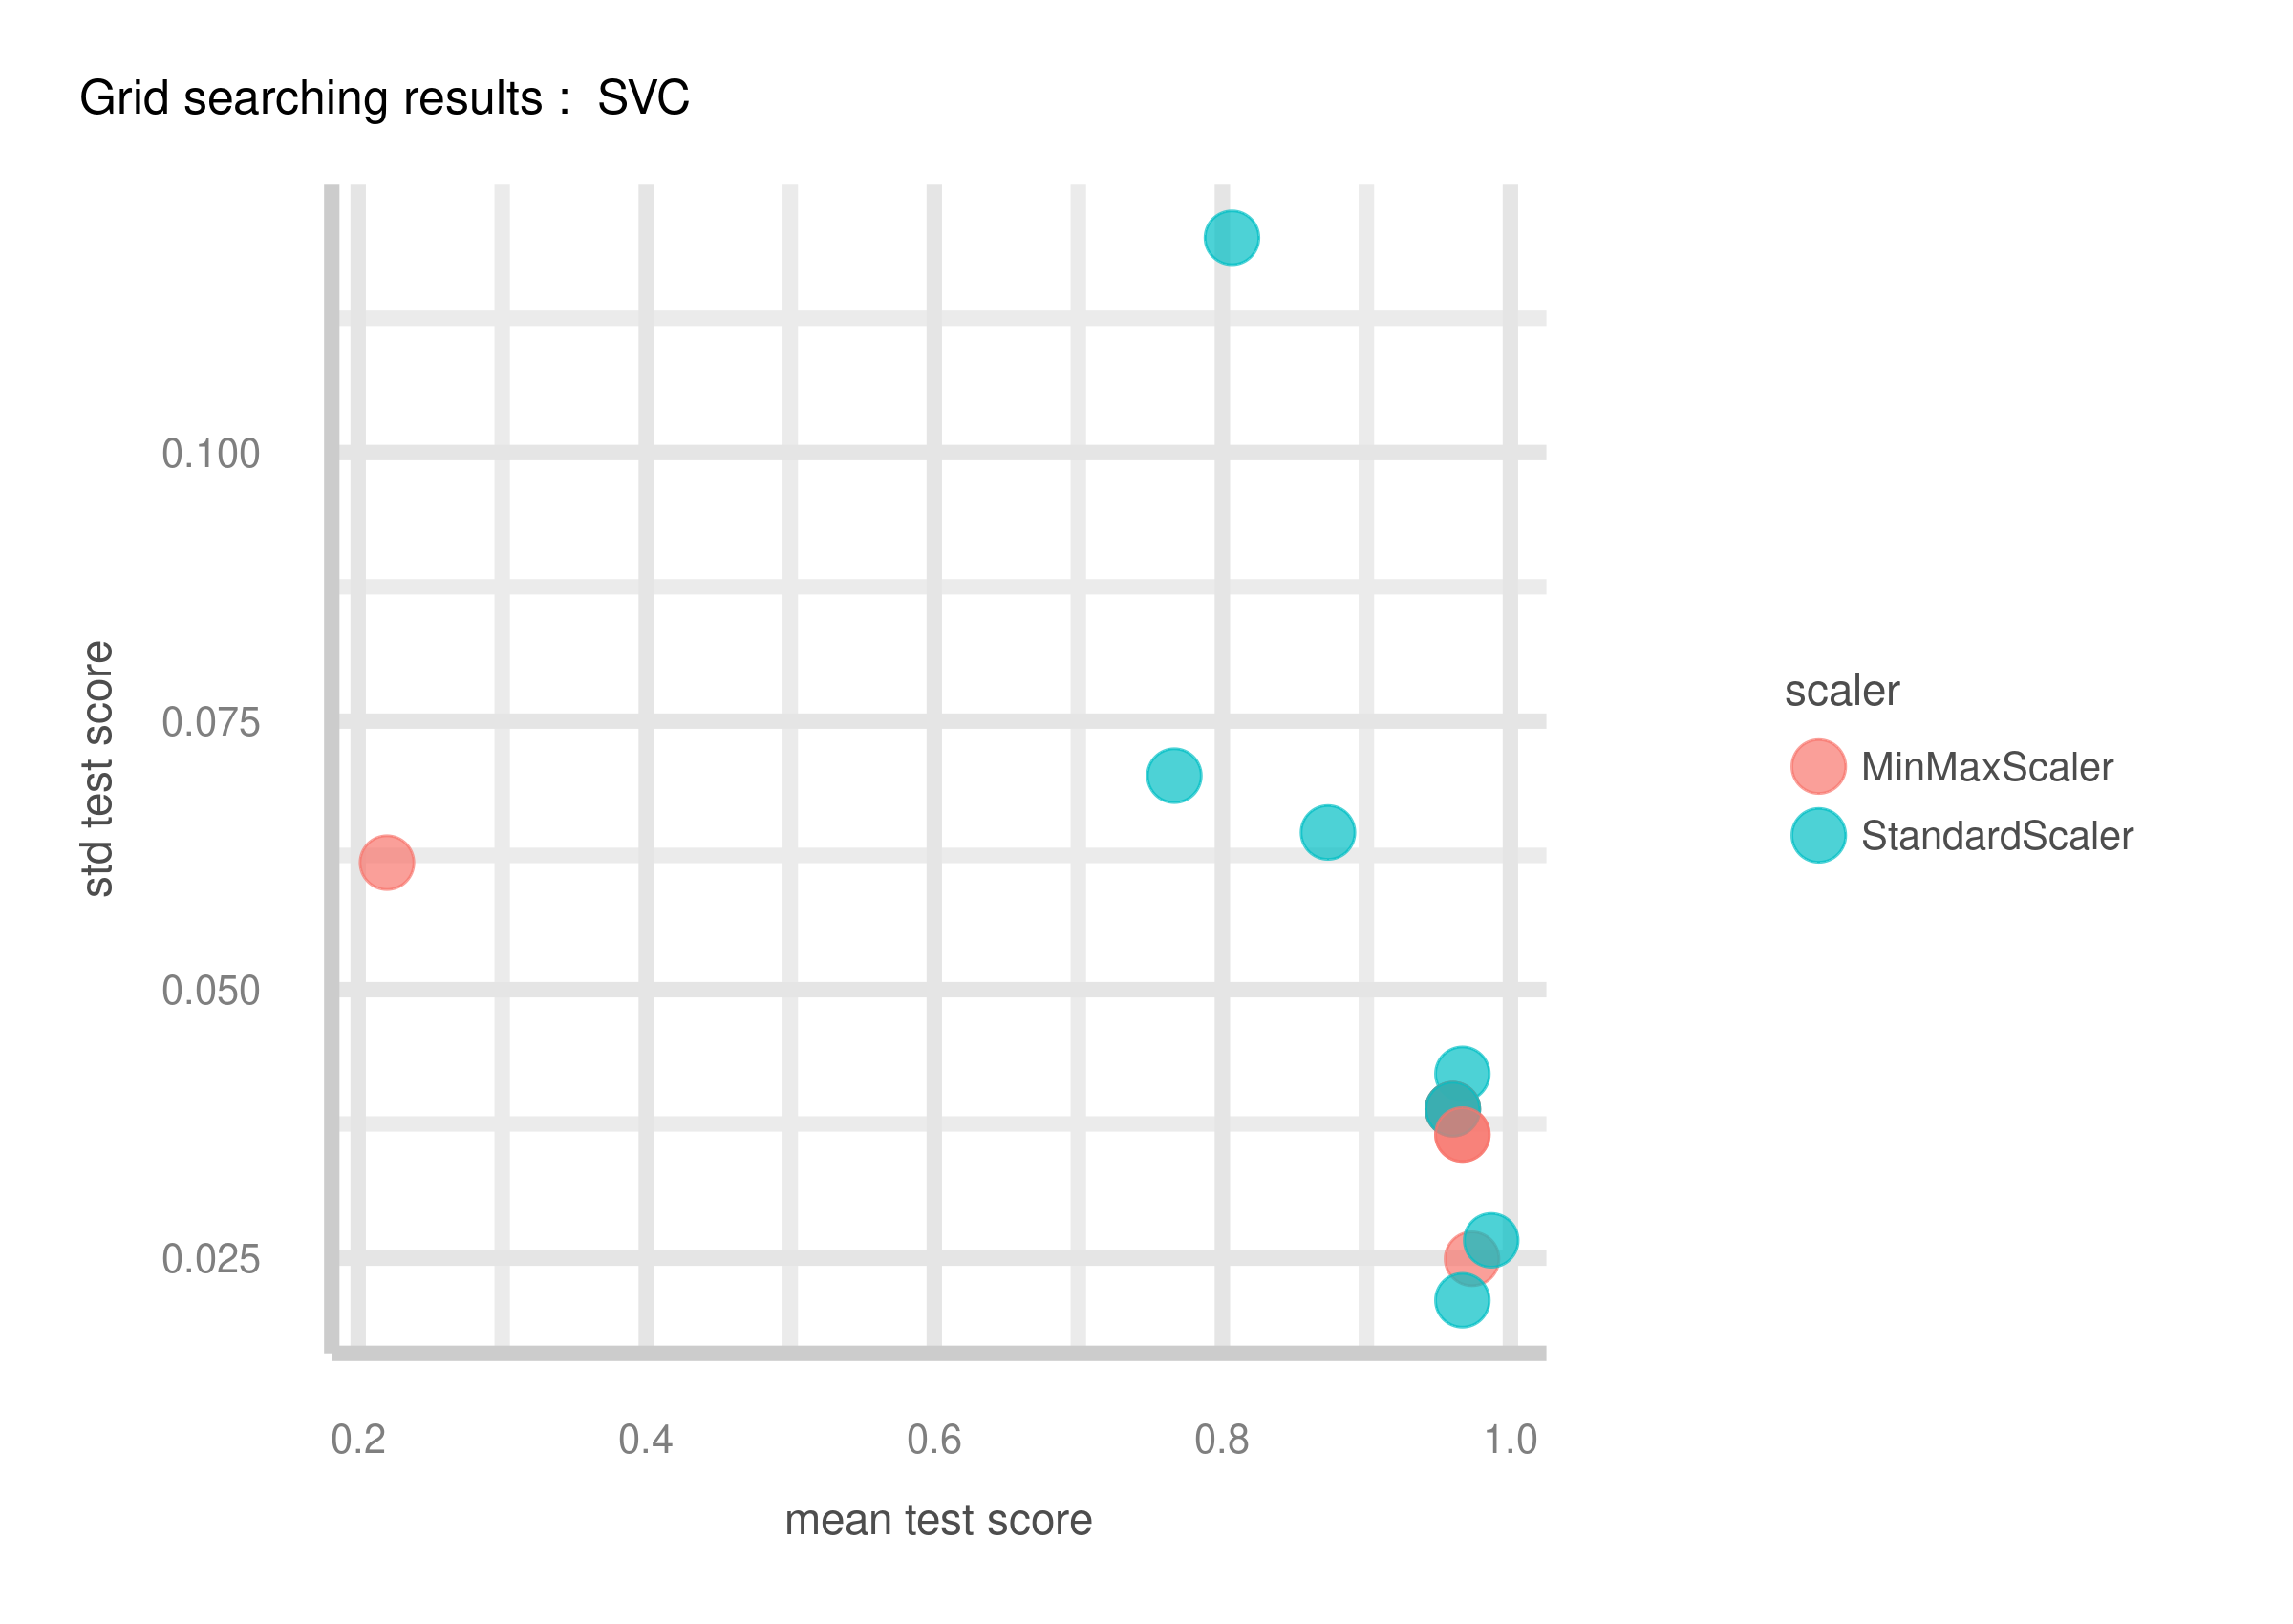 Grid searching results :  SVC
std test score
0.100
0.075
0.050
0.025
0.2 0.4 0.6 0.8 1.0
mean test score
scaler
MinMaxScaler
StandardScaler